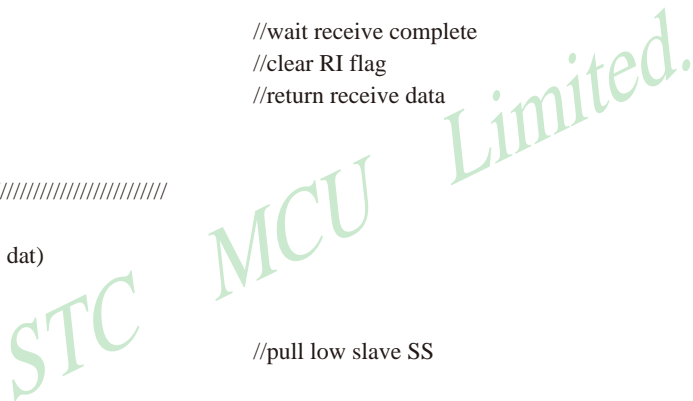 //wait receive complete
//clear RI flag
//return receive data
////////////////////////
dat)
//pull low slave SS
STC MCU Limited.